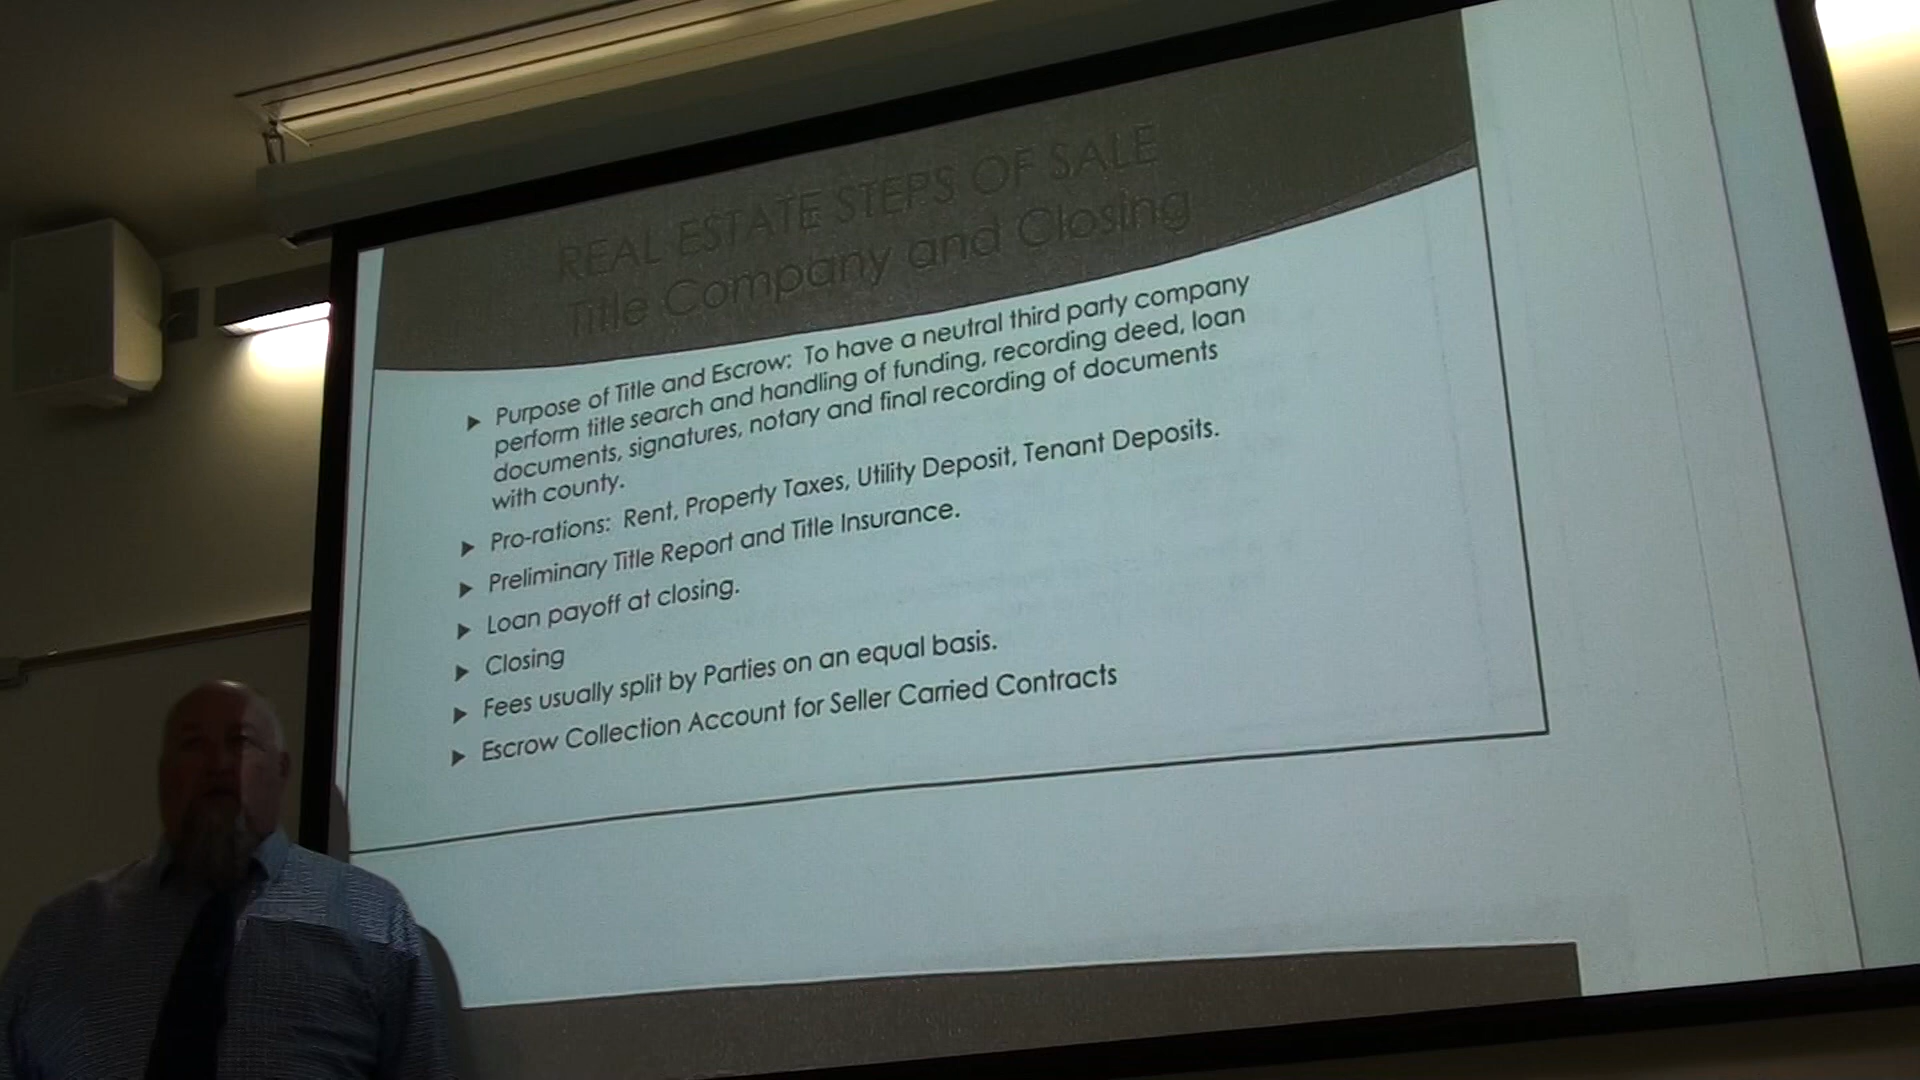 REAL ESTATE STEPS OF SALE
Title Company and Closing
Purpose of Title and Escrow: To have a neutral third party company
perform title search and handling of funding, recording deed, loan
documents, signatures, notary and final recording of documents
with county.
Pro-rations: Rent, Property Taxes, Utility Deposit, Tenant Deposits.
Preliminary Title Report and Title Insurance.
Loan payoff at closing.
Closing
Fees usually split by Parties on an equal basis.
Escrow Collection Account for Seller Carried Contracts